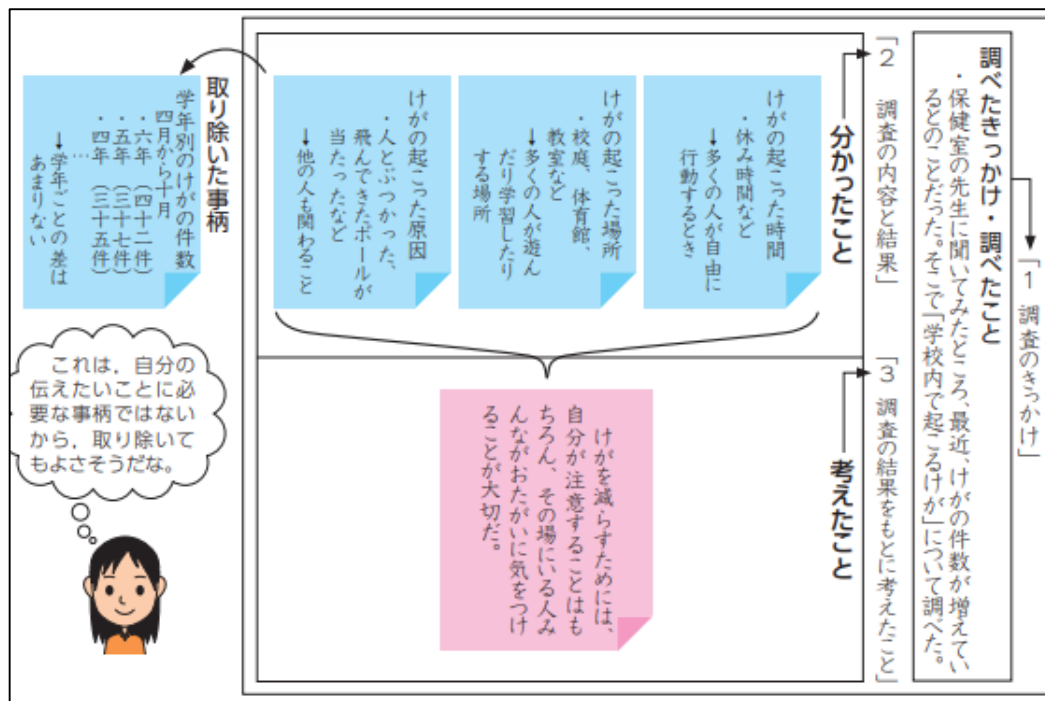 「1　調査のきっかけ」
調べたきっかけ・調べたこと
・保健室の先生に聞いてみたところ、最近、けがの件数が増えてい
るとのことだった。そこで「学校内で起こるけが」について調べた。
「2　調査の内容と結果」
分かったこと
けがの起こった時間
・休み時間など
→多くの人が自由に
行動するとき
けがの起こった場所
・校庭、体育館、
教室など
→多くの人が遊ん
だり学習したり
する場所
けがの起こった原因
・人とぶつかった、
飛んできたボールが
当たったなど
→他の人も関わること
取り除いた事柄
学年別のけがの件数
四月から十月
・六年（四十二件）
・五年（三十七件）
・四年（三十五件）
…
→学年ごとの差は
あまりない
これは，自分の
伝えたいことに必
要な事柄ではない
から，取り除いて
もよさそうだな。
「3　調査の結果をもとに考えたこと」
考えたこと
けがを減らすためには、
自分が注意することはも
ちろん、その場にいる人み
んながおたがいに気をつけ
ることが大切だ。